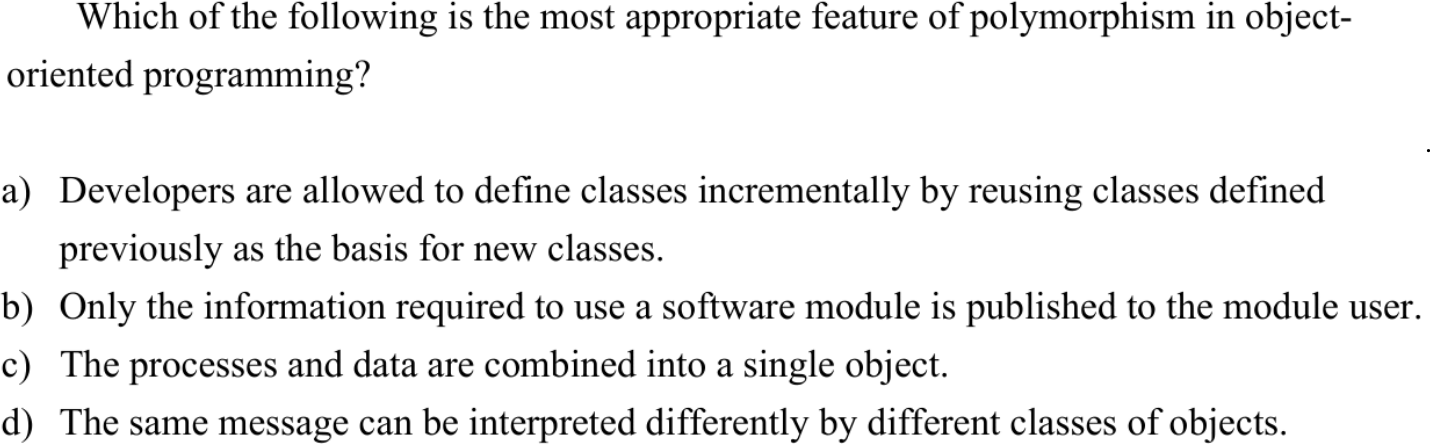 Which of the following is the most appropriate feature of polymorphism in object-
oriented programming?
a) Developers are allowed to define classes incrementally by reusing classes defined
previously as the basis for new classes.
b) Only the information required to use a software module is published to the module user.
c) The processes and data are combined into a single object.
d) The same message can be interpreted differently by different classes of objects.